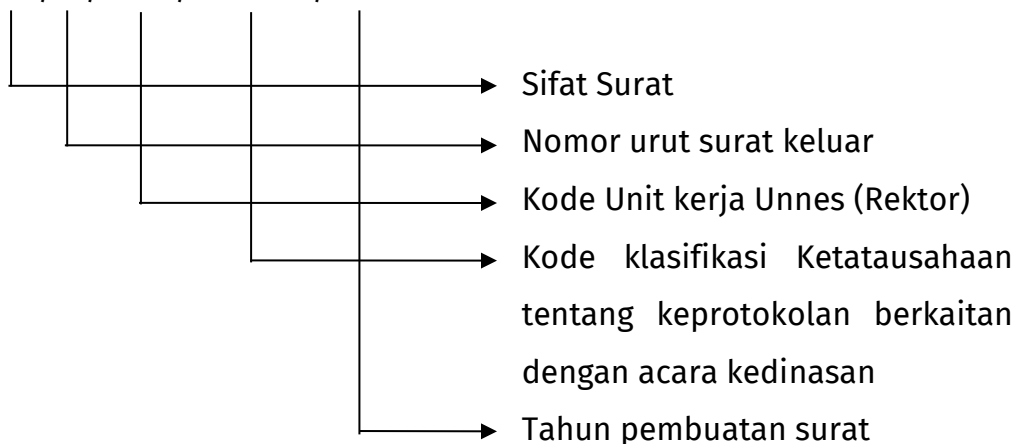 Sifat Surat
Nomor urut surat keluar
Kode Unit kerja Unnes (Rektor)
Kode klasifikasi Ketatausahaan
tentang keprotokolan berkaitan
dengan acara kedinasan
Tahun pembuatan surat